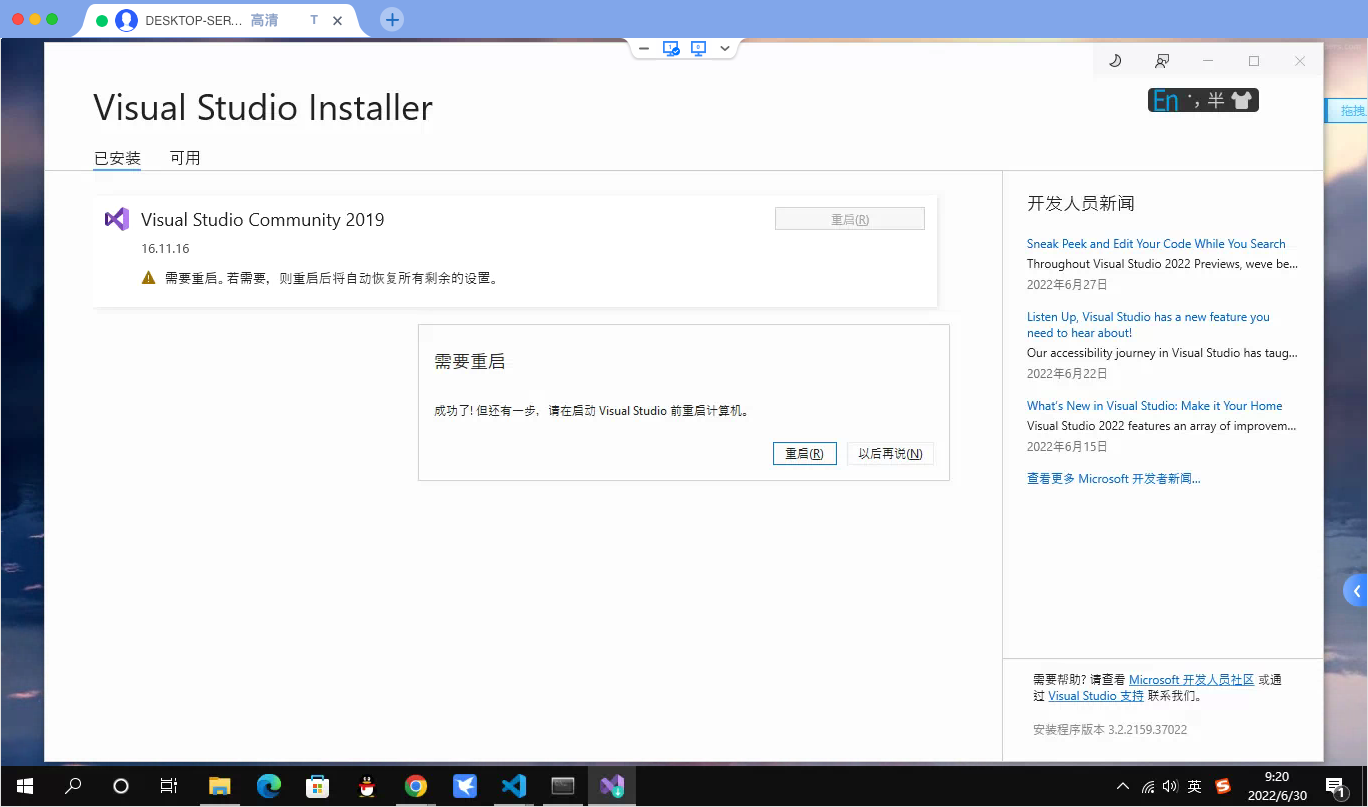 DESKTOP-SER... 高清 T
Visual Studio Installer
En ·, 半
拖拽
已安装 可用
Visual Studio Community 2019
重启(R)
16.11.16
需要重启。若需要，则重启后将自动恢复所有剩余的设置。
需要重启
成功了! 但还有一步，请在启动 Visual Studio 前重启计算机。
重启(R) 以后再说(N)
开发人员新闻
Sneak Peek and Edit Your Code While You Search
Throughout Visual Studio 2022 Previews, weve be...
2022年6月27日
Listen Up, Visual Studio has a new feature you
need to hear about!
Our accessibility journey in Visual Studio has taug...
2022年6月22日
What's New in Visual Studio: Make it Your Home
Visual Studio 2022 features an array of improvem...
2022年6月15日
查看更多 Microsoft 开发者新闻...
需要帮助? 请查看 Microsoft 开发人员社区 或通
过 Visual Studio 支持 联系我们。
安装程序版本 3.2.2159.37022
英
9:20
2022/6/30
1